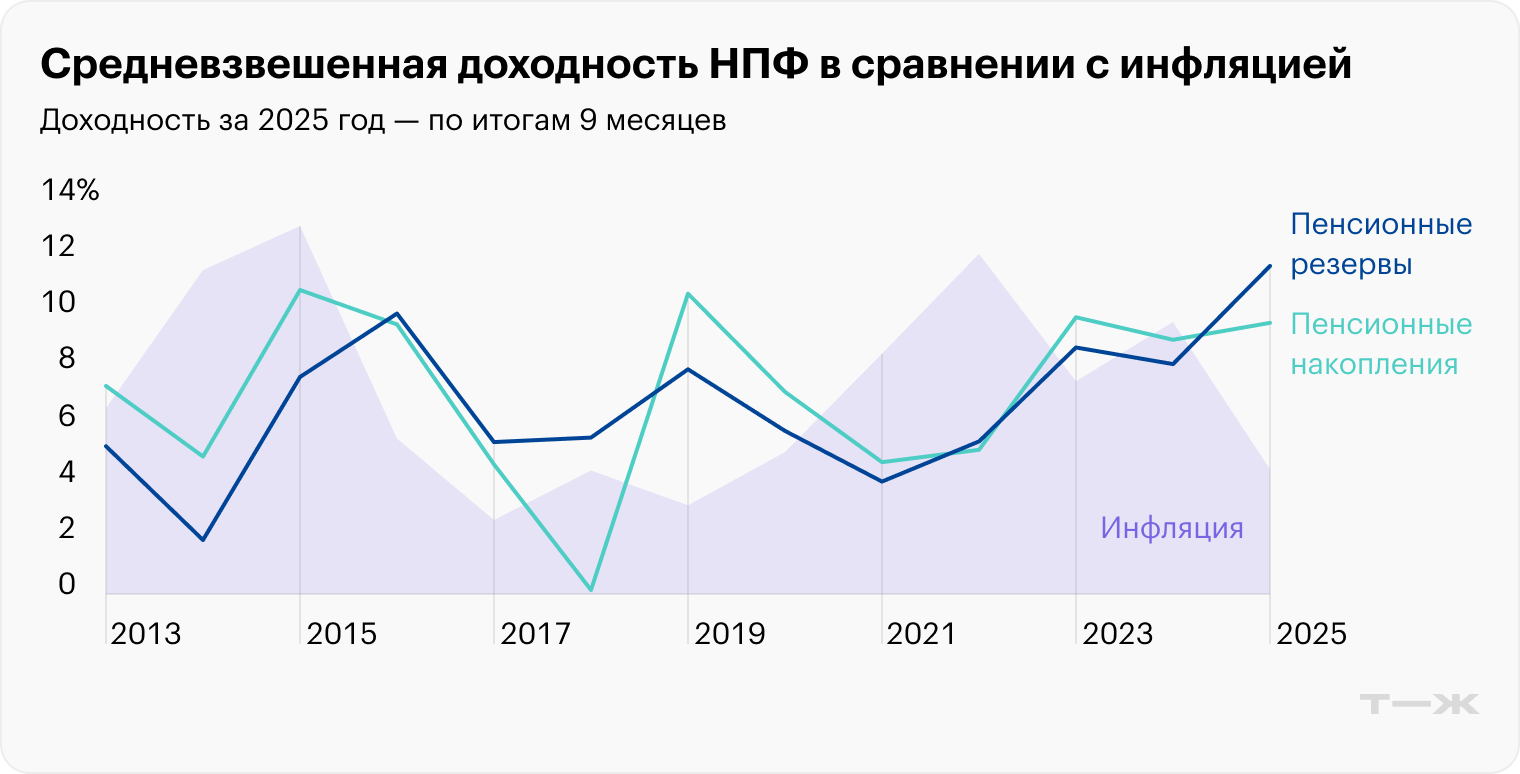 Средневзвешенная доходность НПФ в сравнении с инфляцией
Доходность за 2025 год — по итогам 9 месяцев
14%
12
10
8
6
4
2
0
Пенсионные
резервы
Пенсионные
накопления
Инфляция
2013
2015
2017
2019
2021
2023
2025
Т—Ж